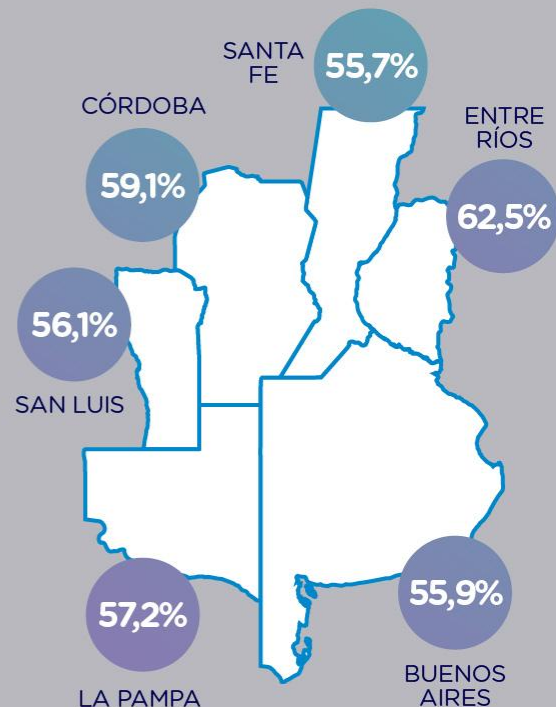 SANTA
FE
55,7%
CÓRDOBA
59,1%
ENTRE
RÍOS
62,5%
56,1%
SAN LUIS
57,2%
LA PAMPA
55,9%
BUENOS
AIRES